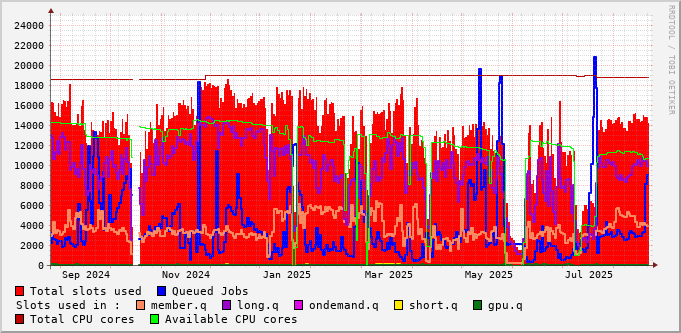 RRDTOOL / TOBI OETIKER
24000
22000
20000
18000
16000
14000
12000
10000
8000
6000
4000
2000
0
Sep 2024 Nov 2024 Jan 2025 Mar 2025 May 2025 Jul 2025
Total slots used Queued Jobs
Slots used in : member.q long.q ondemand.q short.q gpu.q
Total CPU cores Available CPU cores